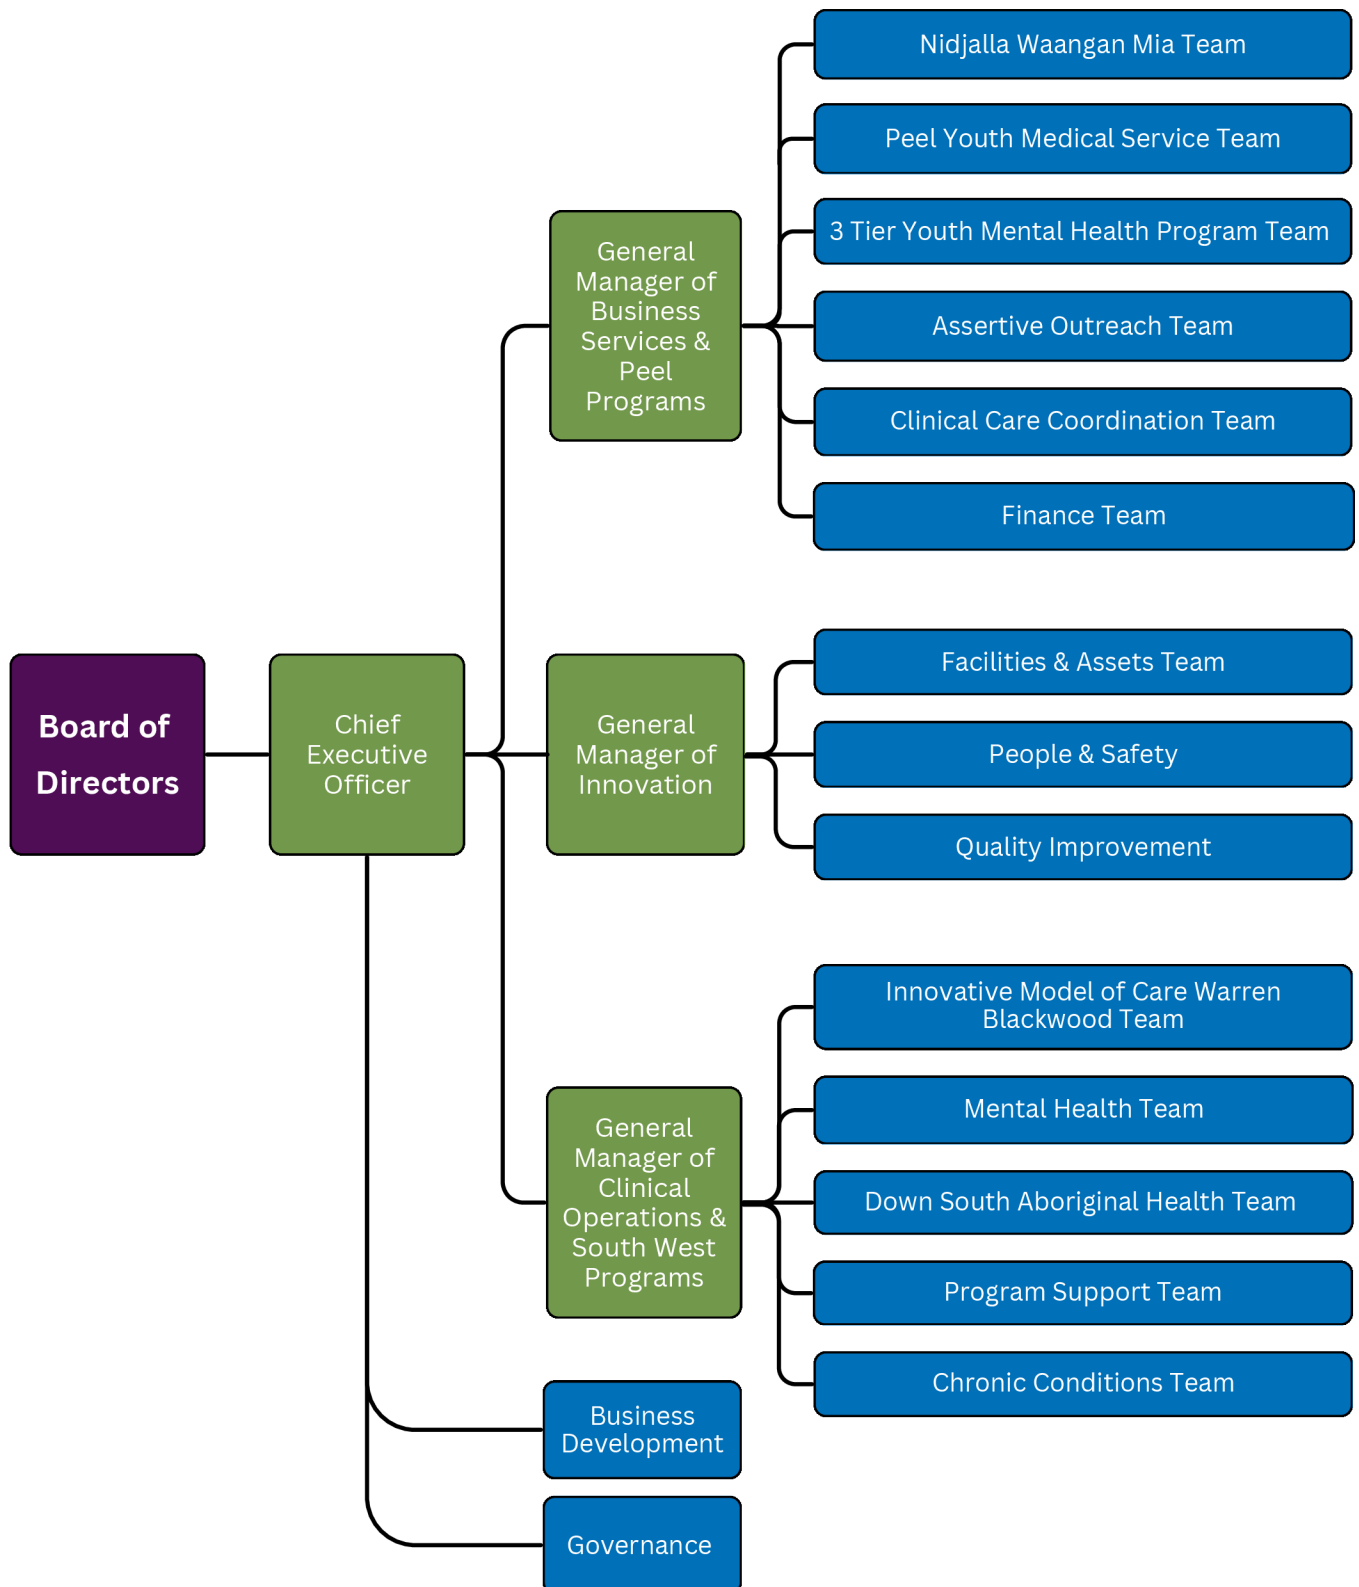 Board of
Directors
Chief
Executive
Officer
General
Manager of
Business
Services &
Peel
Programs
Nidjalla Waangan Mia Team
Peel Youth Medical Service Team
3 Tier Youth Mental Health Program Team
Assertive Outreach Team
Clinical Care Coordination Team
Finance Team
General
Manager of
Innovation
Facilities & Assets Team
People & Safety
Quality Improvement
General
Manager of
Clinical
Operations &
South West
Programs
Innovative Model of Care Warren
Blackwood Team
Mental Health Team
Down South Aboriginal Health Team
Program Support Team
Chronic Conditions Team
Business
Development
Governance